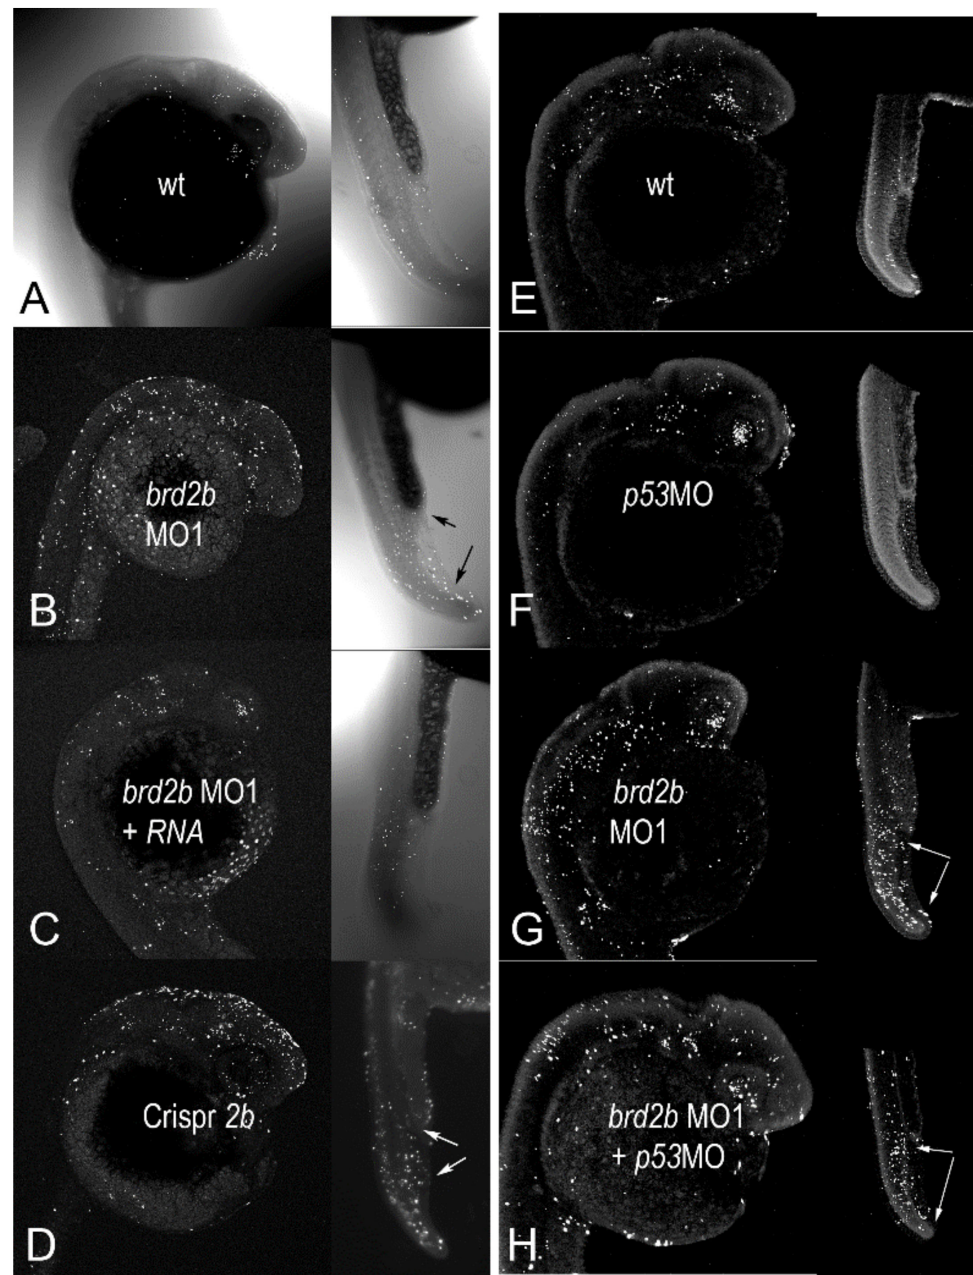 wt
A
brd2b
MO1
B
brd2b MO1
+ RNA
C
Crispr 2b
D
wt
E
p53MO
F
brd2b
MO1
G
brd2b MO1
+ p53MO
H